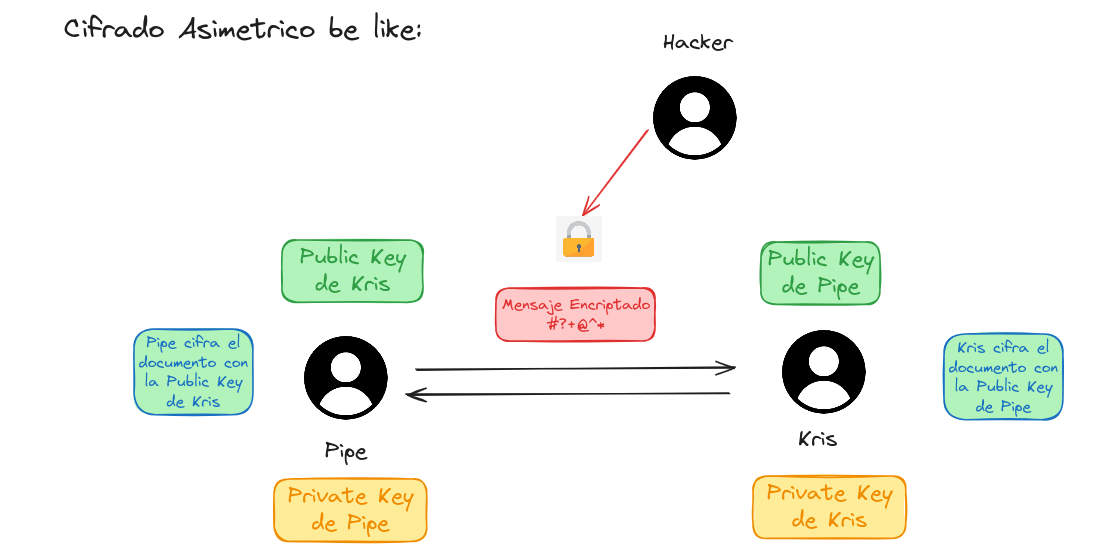 Cifrado Asimetrico be like:
Hacker
Public Key
de Kris
Public Key
de Pipe
Mensaje Encriptado
#?+@^*
Pipe cifra el
documento con
la Public Key
de Kris
Kris cifra el
documento con
la Public Key
de Pipe
Pipe
Kris
Private Key
de Pipe
Private Key
de Kris